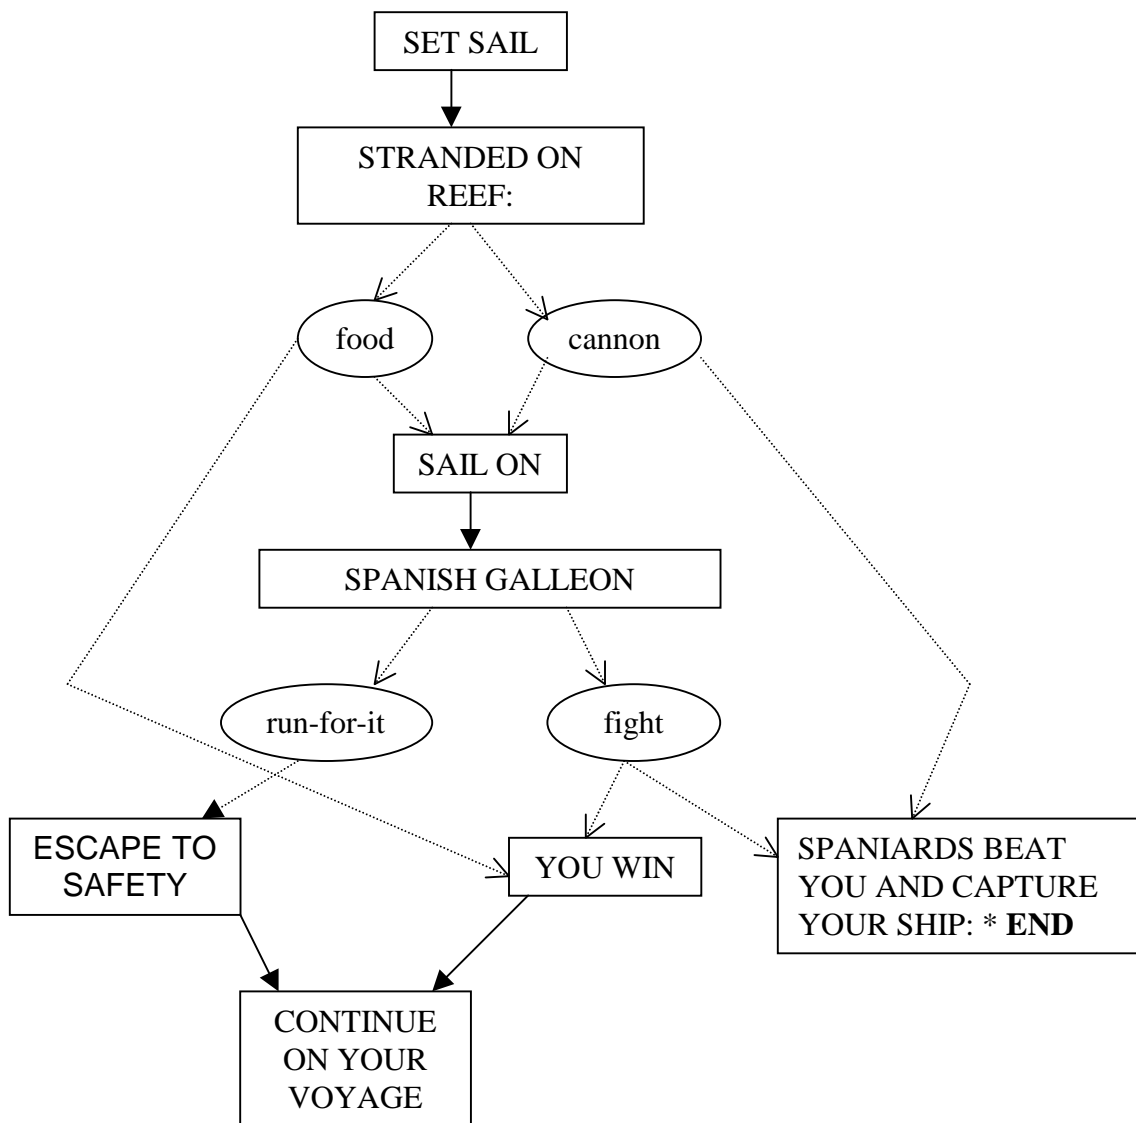 SET SAIL
STRANDED ON
REEF:
food
cannon
SAIL ON
SPANISH GALLEON
run-for-it
fight
ESCAPE TO
SAFETY
YOU WIN
SPANIARDS BEAT
YOU AND CAPTURE
YOUR SHIP: * END
CONTINUE
ON YOUR
VOYAGE